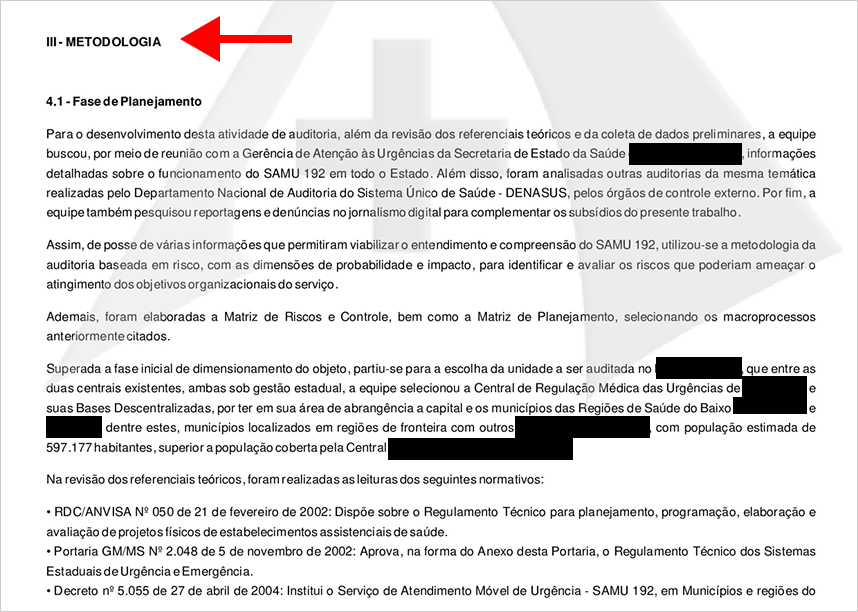 III - METODOLOGIA
4.1 - Fase de Planejamento
Para o desenvolvimento desta atividade de auditoria, além da revisão dos referenciais teóricos e da coleta de dados preliminares, a equipe
buscou, por meio de reunião com a Gerência de Atenção às Urgências da Secretaria de Estado da Saúde , informações
detalhadas sobre o funcionamento do SAMU 192 em todo o Estado. Além disso, foram analisadas outras auditorias da mesma temática
realizadas pelo Departamento Nacional de Auditoria do Sistema Único de Saúde - DENASUS, pelos órgãos de controle externo. Por fim, a
equipe também pesquisou reportagens e denúncias no jornalismo digital para complementar os subsídios do presente trabalho.
Assim, de posse de várias informações que permitiram viabilizar o entendimento e compreensão do SAMU 192, utilizou-se a metodologia da
auditoria baseada em risco, com as dimensões de probabilidade e impacto, para identificar e avaliar os riscos que poderiam ameaçar o
atingimento dos objetivos organizacionais do serviço.
Ademais, foram elaboradas a Matriz de Riscos e Controle, bem como a Matriz de Planejamento, selecionando os macroprocessos
anteriormente citados.
Superada a fase inicial de dimensionamento do objeto, partiu-se para a escolha da unidade a ser auditada no , que entre as
duas centrais existentes, ambas sob gestão estadual, a equipe selecionou a Central de Regulação Médica das Urgências de e
suas Bases Descentralizadas, por ter em sua área de abrangência a capital e os municípios das Regiões de Saúde do Baixo e
dentre estes, municípios localizados em regiões de fronteira com outros , com população estimada de
597.177 habitantes, superior a população coberta pela Central
Na revisão dos referenciais teóricos, foram realizadas as leituras dos seguintes normativos:
• RDC/ANVISA Nº 050 de 21 de fevereiro de 2002: Dispõe sobre o Regulamento Técnico para planejamento, programação, elaboração e
avaliação de projetos físicos de estabelecimentos assistenciais de saúde.
• Portaria GM/MS Nº 2.048 de 5 de novembro de 2002: Aprova, na forma do Anexo desta Portaria, o Regulamento Técnico dos Sistemas
Estaduais de Urgência e Emergência.
• Decreto nº 5.055 de 27 de abril de 2004: Institui o Serviço de Atendimento Móvel de Urgência - SAMU 192, em Municípios e regiões do